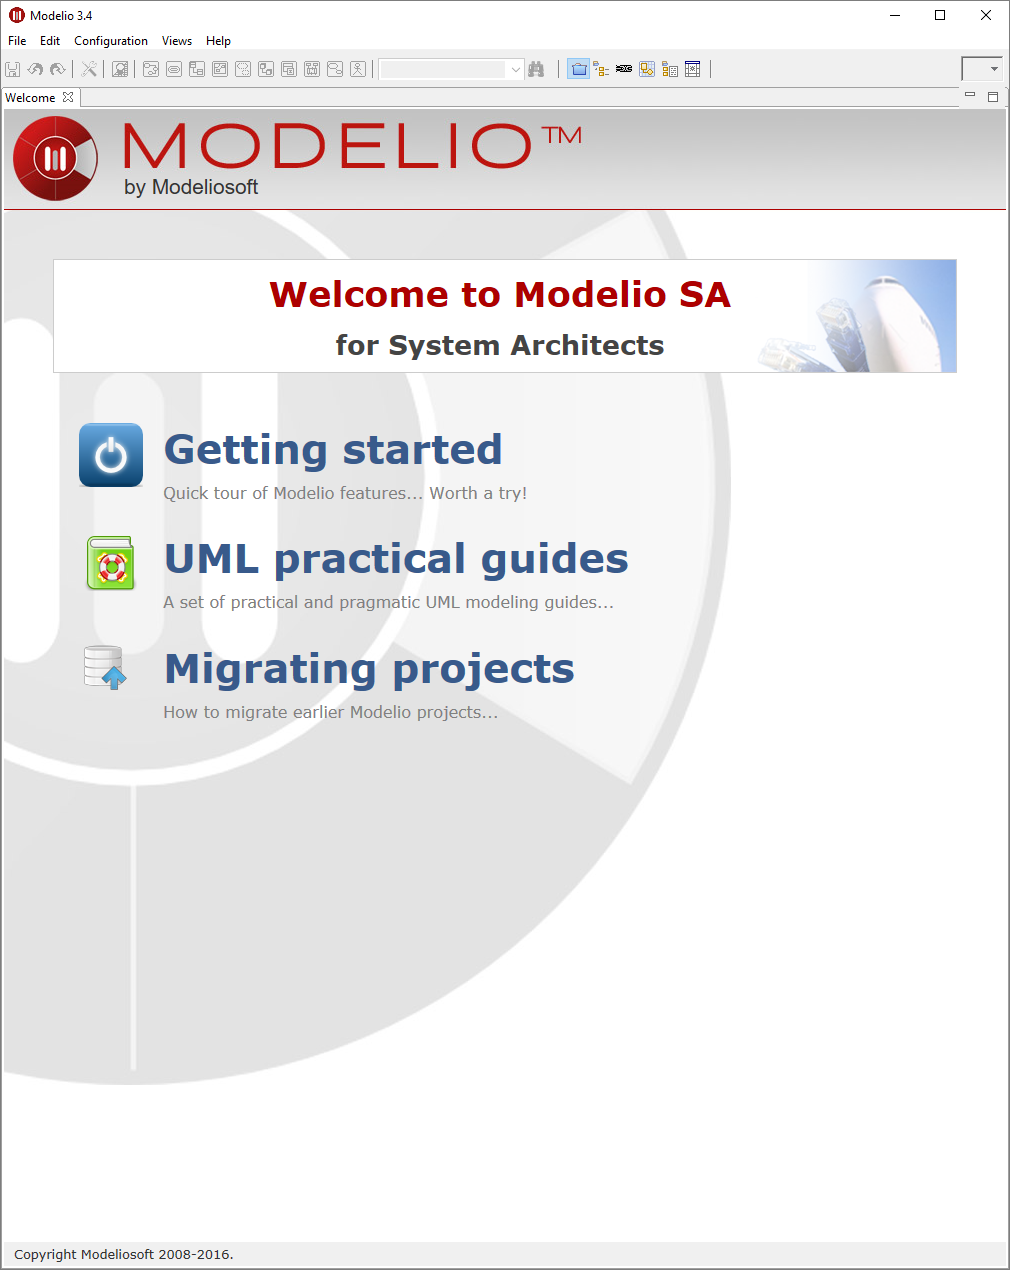 Modelio 3.4
File Edit Configuration Views Help
Welcome
MODELIO™
by Modeliosoft
Welcome to Modelio SA
for System Architects
Getting started
Quick tour of Modelio features... Worth a try!
UML practical guides
A set of practical and pragmatic UML modeling guides...
Migrating projects
How to migrate earlier Modelio projects...
Copyright Modeliosoft 2008-2016.